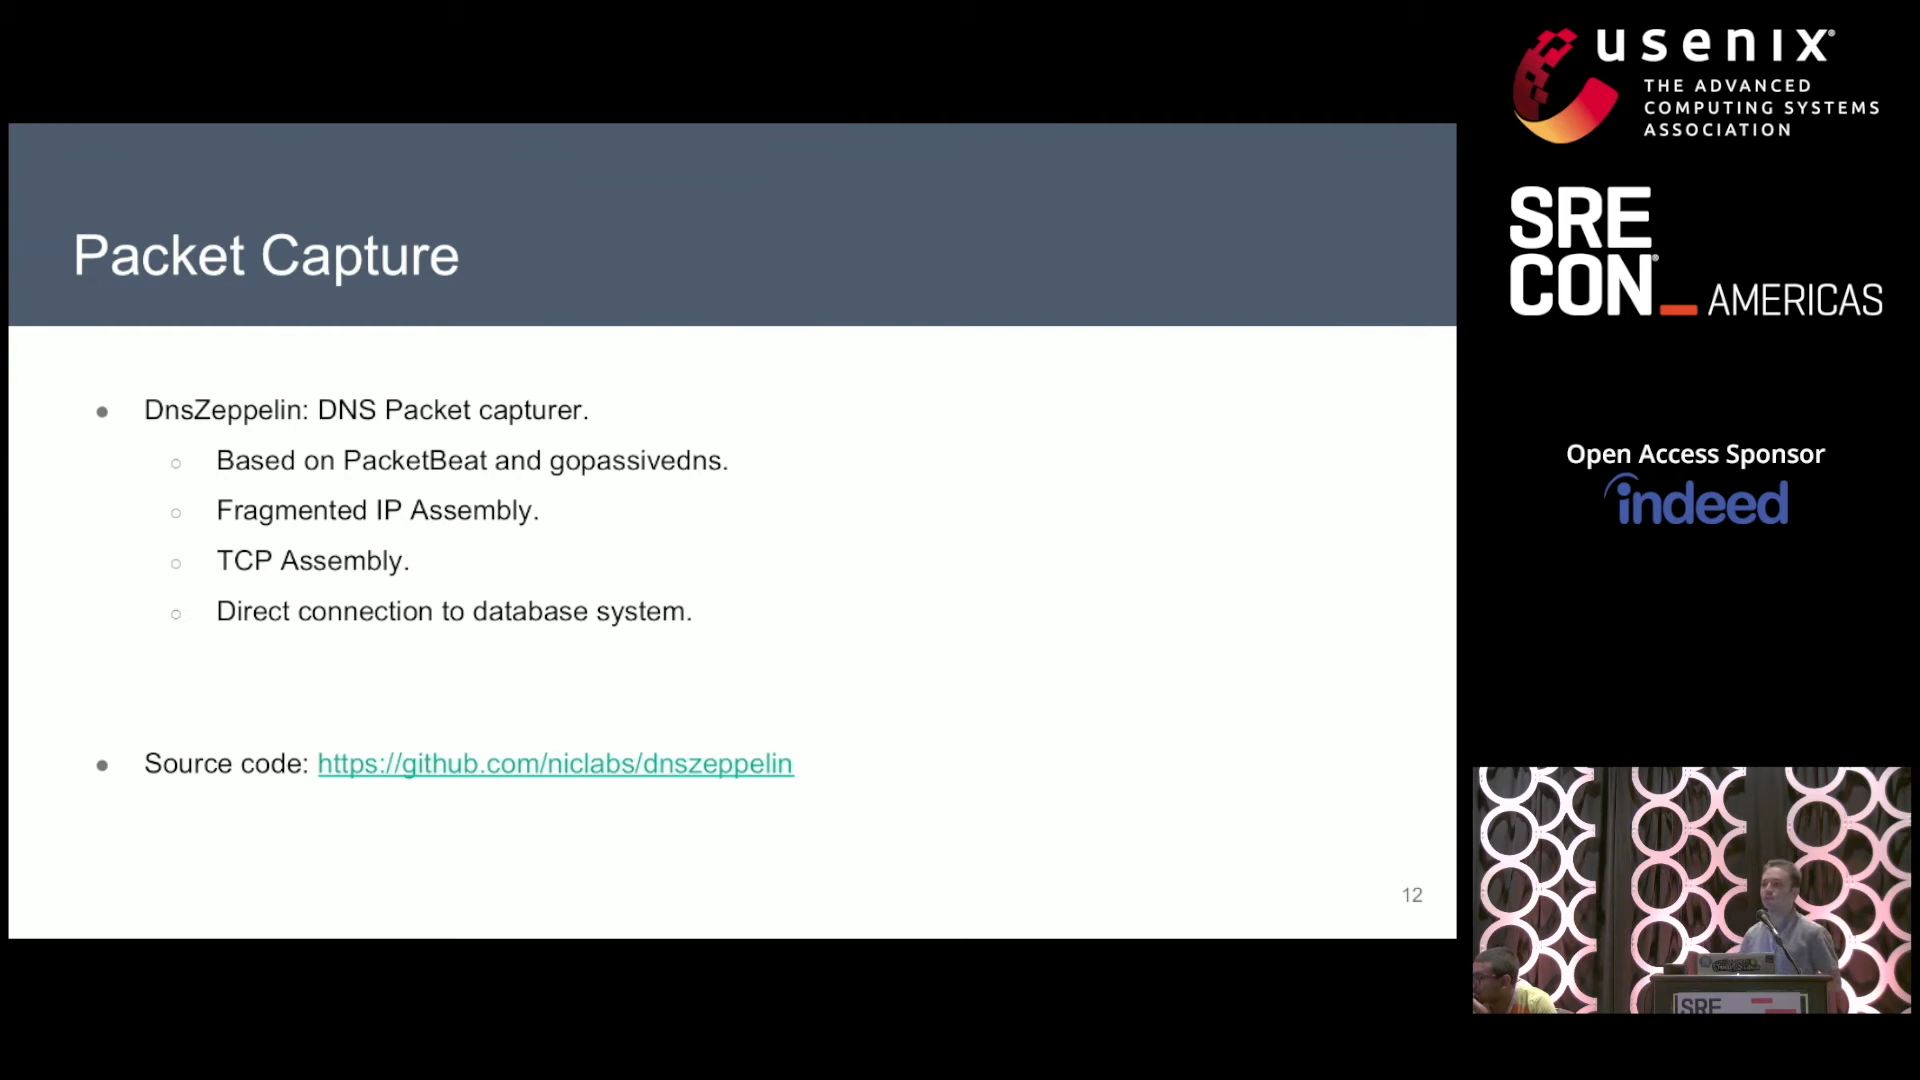 usenix
THE ADVANCED
COMPUTING SYSTEMS
ASSOCIATION
SRE
CON_AMERICAS
Packet Capture
● DnsZeppelin: DNS Packet capturer.
○ Based on PacketBeat and gopassivedns.
○ Fragmented IP Assembly.
○ TCP Assembly.
○ Direct connection to database system.
● Source code: https://github.com/niclabs/dnszeppelin
12
Open Access Sponsor
indeed
SRE